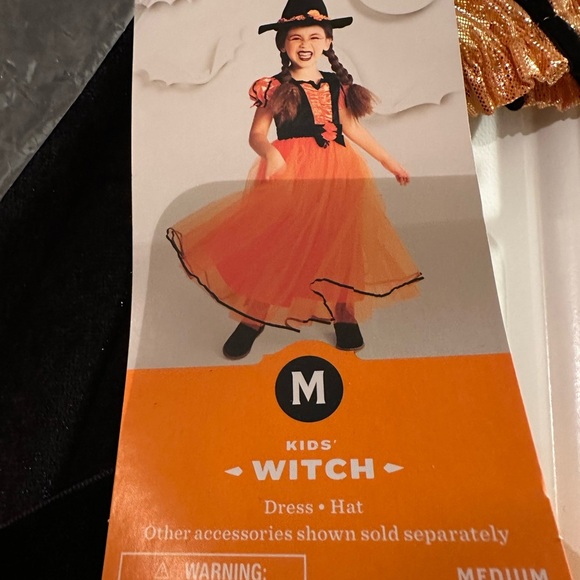 M
KIDS'
WITCH
Dress • Hat
Other accessories shown sold separately
WARNING:
MEDIUM